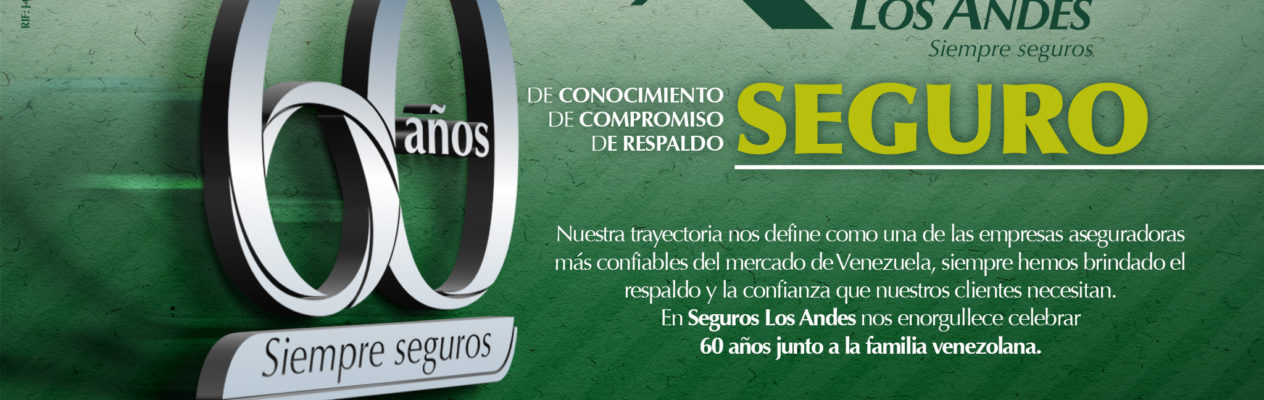 LOS ANDES
Siempre seguros
60
años
Siempre seguros
DE CONOCIMIENTO
DE COMPROMISO
DE RESPALDO
SEGURO
Nuestra trayectoria nos define como una de las empresas aseguradoras
más confiables del mercado de Venezuela, siempre hemos brindado el
respaldo y la confianza que nuestros clientes necesitan.
En Seguros Los Andes nos enorgullece celebrar
60 años junto a la familia venezolana.
RIF: J